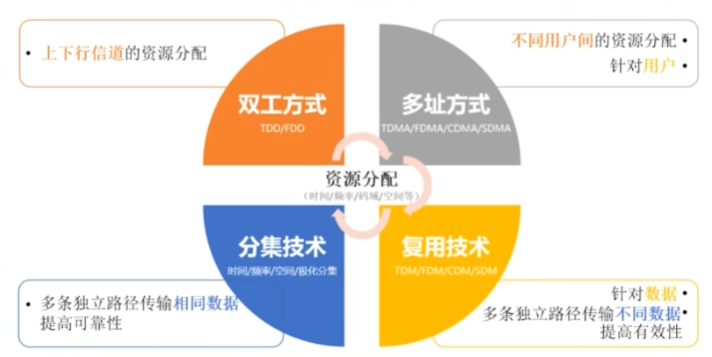 • 上下行信道的资源分配
不同用户间的资源分配 •
针对用户 •
双工方式
TDD/FDD
多址方式
TDMA/FDMA/CDMA/SDMA
资源分配
(时间/频率/码域/空间等)
分集技术
时间/频率/空间/极化分集
复用技术
TDM/FDM/CDM/SDM
• 多条独立路径传输相同数据
提高可靠性
针对数据 •
多条独立路径传输不同数据•
提高有效性